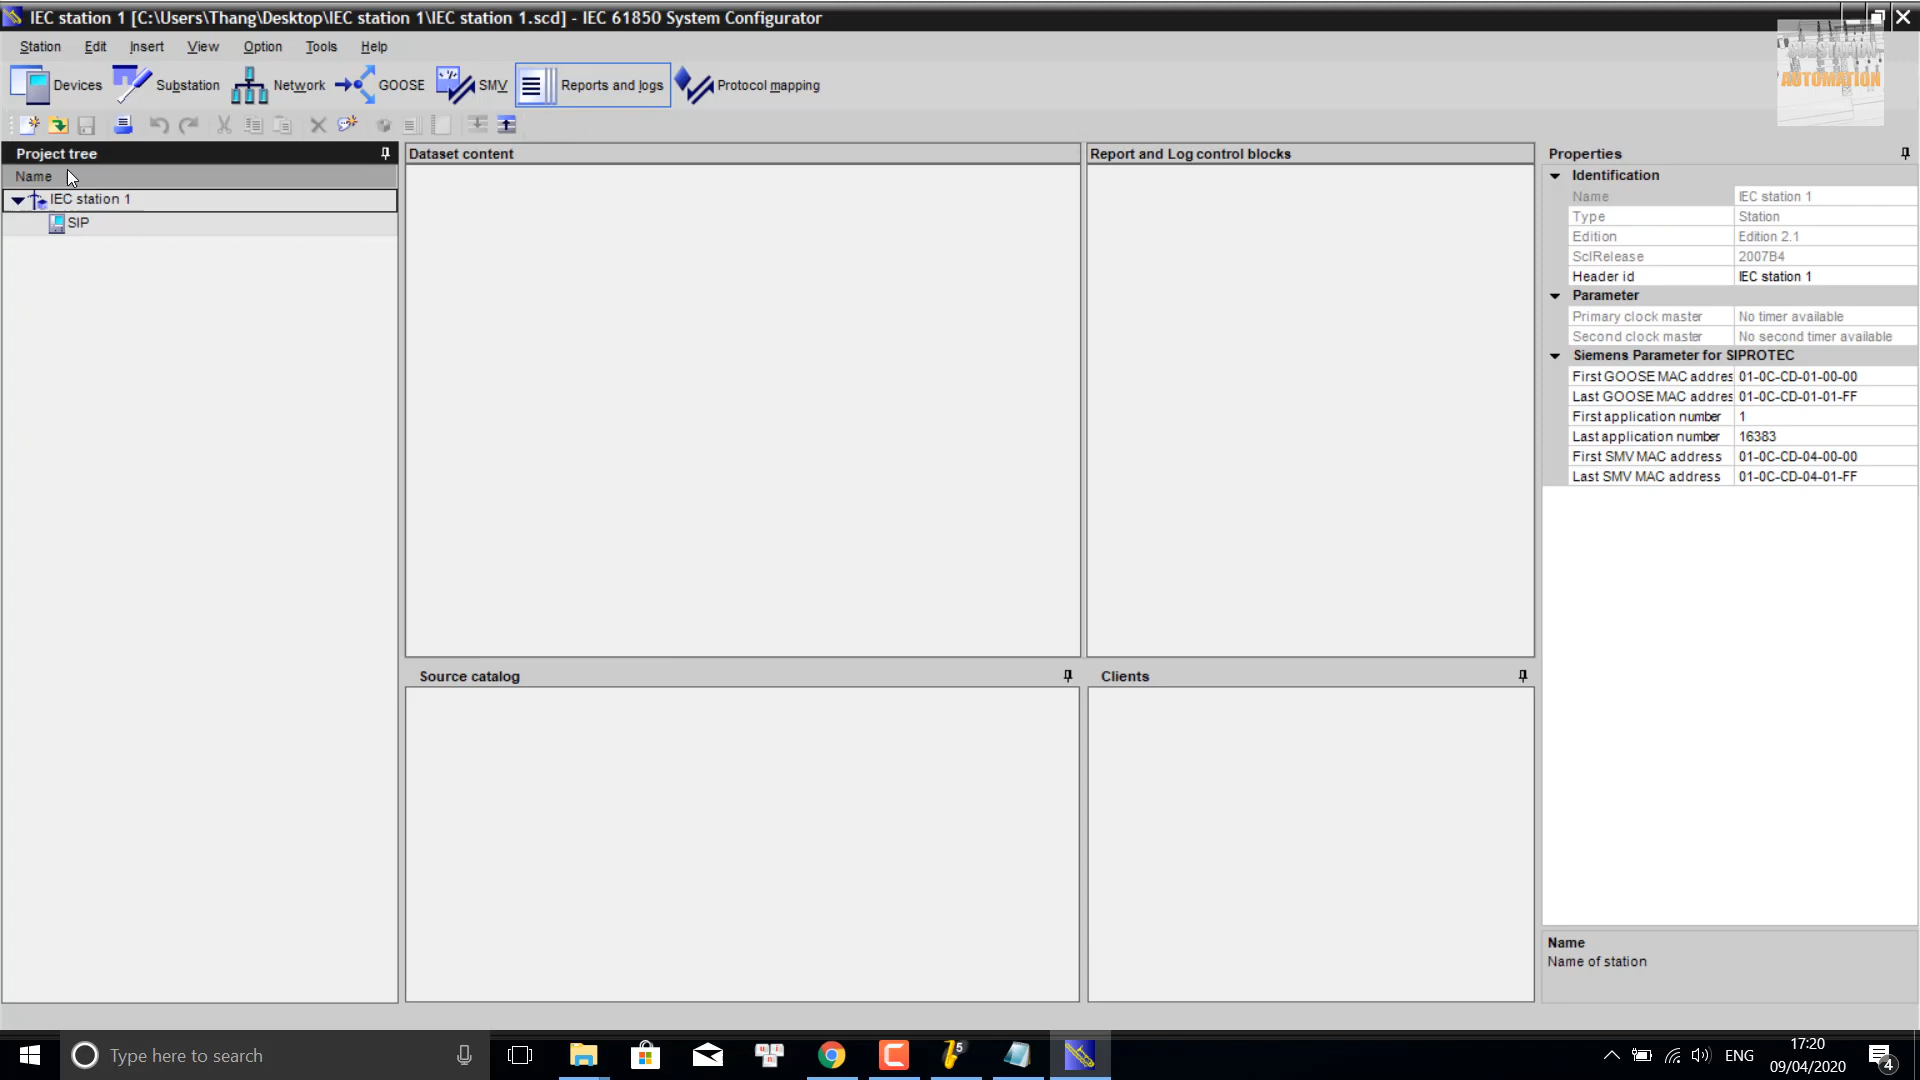 IEC station 1 [C:\Users\Thang\Desktop\IEC station 1\IEC station 1.scd] - IEC 61850 System Configurator
Station Edit Insert View Option Tools Help
SUBSTATION
AUTOMATION
Devices Substation Network GOOSE SMV Reports and logs Protocol mapping
Project tree
Name
IEC station 1
SIP
Dataset content
Report and Log control blocks
Source catalog
Clients
Properties
Identification
Name IEC station 1
Type Station
Edition Edition 2.1
SclRelease 2007B4
Header id IEC station 1
Parameter
Primary clock master No timer available
Second clock master No second timer available
Siemens Parameter for SIPROTEC
First GOOSE MAC addres 01-0C-CD-01-00-00
Last GOOSE MAC addres 01-0C-CD-01-01-FF
First application number 1
Last application number 16383
First SMV MAC address 01-0C-CD-04-00-00
Last SMV MAC address 01-0C-CD-04-01-FF
Name
Name of station
Type here to search
5
ENG
17:20
09/04/2020
4